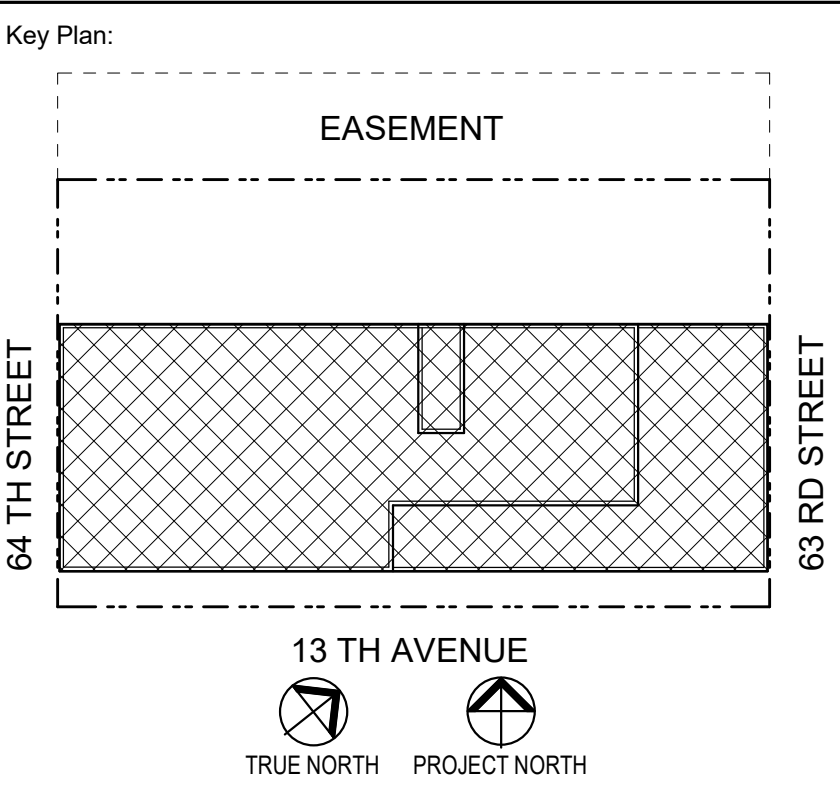 Key Plan:
EASEMENT
64 TH STREET
63 RD STREET
13 TH AVENUE
TRUE NORTH
PROJECT NORTH